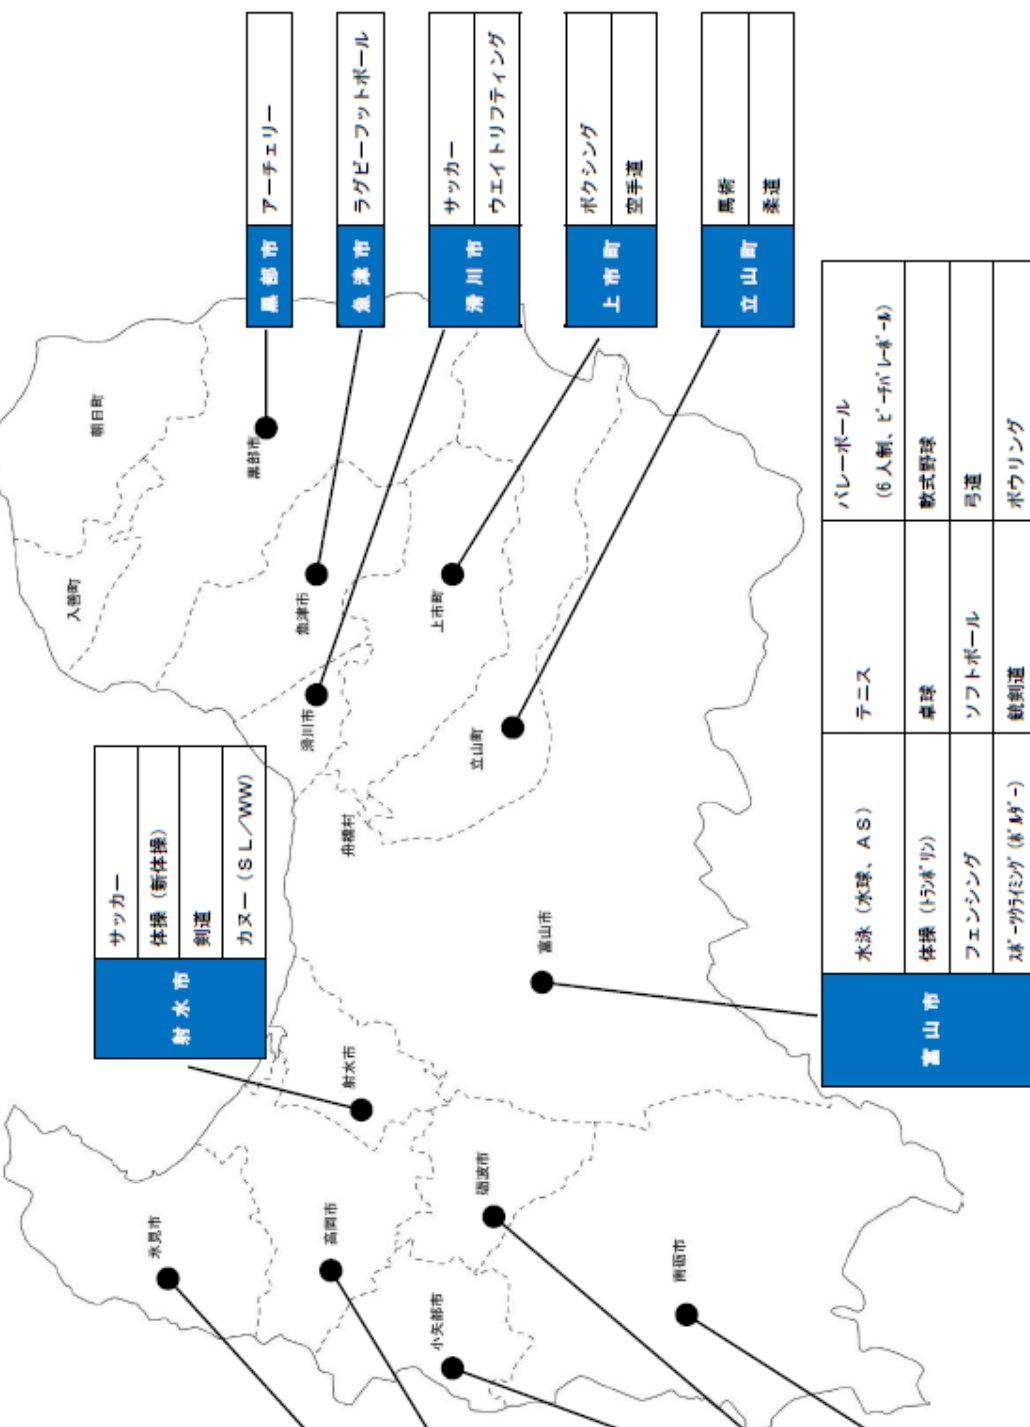 黒部市
アーチェリー
魚津市
ラグビーフットボール
滑川市
サッカー
ウエイトリフティング
上市町
ボクシング
空手道
立山町
馬術
柔道
射水市
サッカー
体操（新体操）
剣道
カヌー（ＳＬ／WW）
富山市
水泳（水球、ＡＳ）
テニス
バレーボール
(６人制、ﾋﾞｰﾁﾊﾞﾚｰﾎﾞｰﾙ)
体操（ﾄﾗﾝﾎﾟﾘﾝ）
卓球
軟式野球
フェンシング
ソフトボール
弓道
ｽﾎﾟｰﾂｸﾗｲﾐﾝｸﾞ（ﾎﾞﾙﾀﾞｰ）
銃剣道
ボウリング
朝日町
入善町
黒部市
魚津市
滑川市
上市町
立山町
舟橋村
富山市
射水市
氷見市
高岡市
砺波市
小矢部市
南砺市